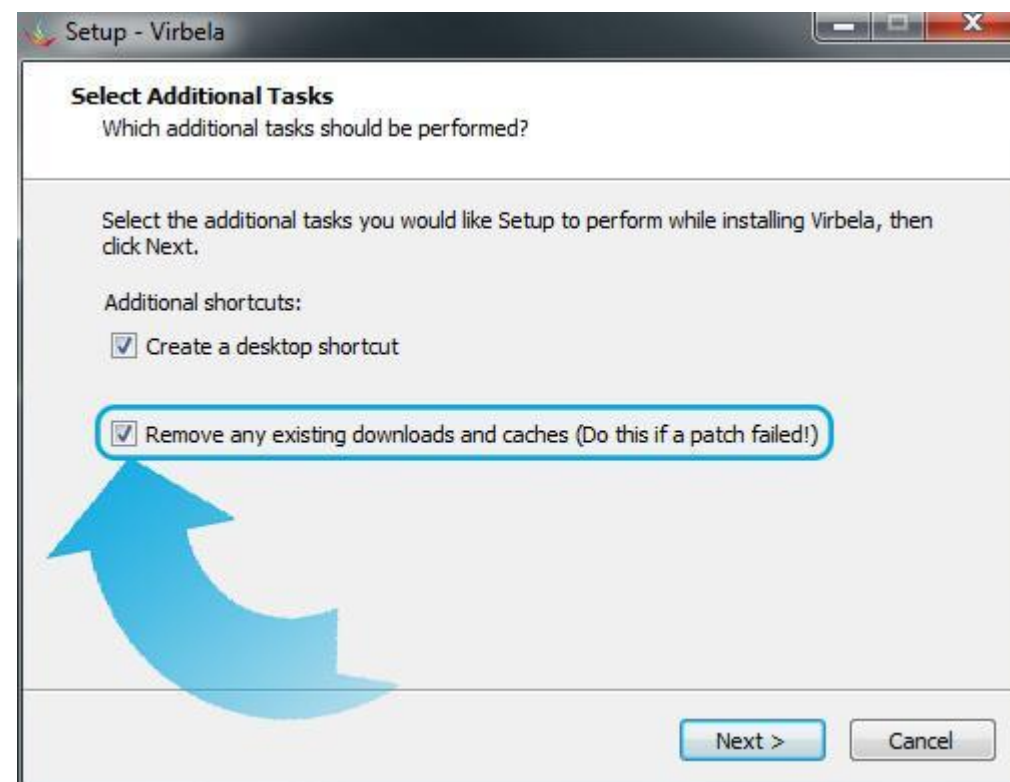 Setup - Virbela
Select Additional Tasks
Which additional tasks should be performed?
Select the additional tasks you would like Setup to perform while installing Virbela, then
click Next.
Additional shortcuts:
Create a desktop shortcut
Remove any existing downloads and caches (Do this if a patch failed!)
Next >
Cancel